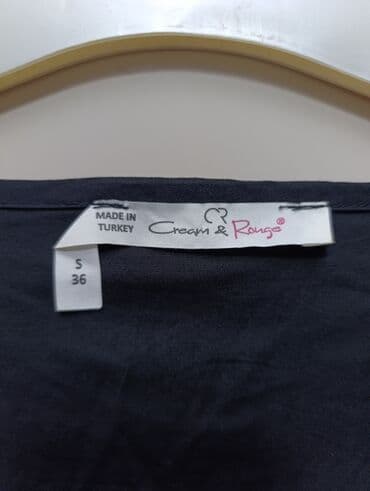 MADE IN
TURKEY
Cream & Rouge®
S
36